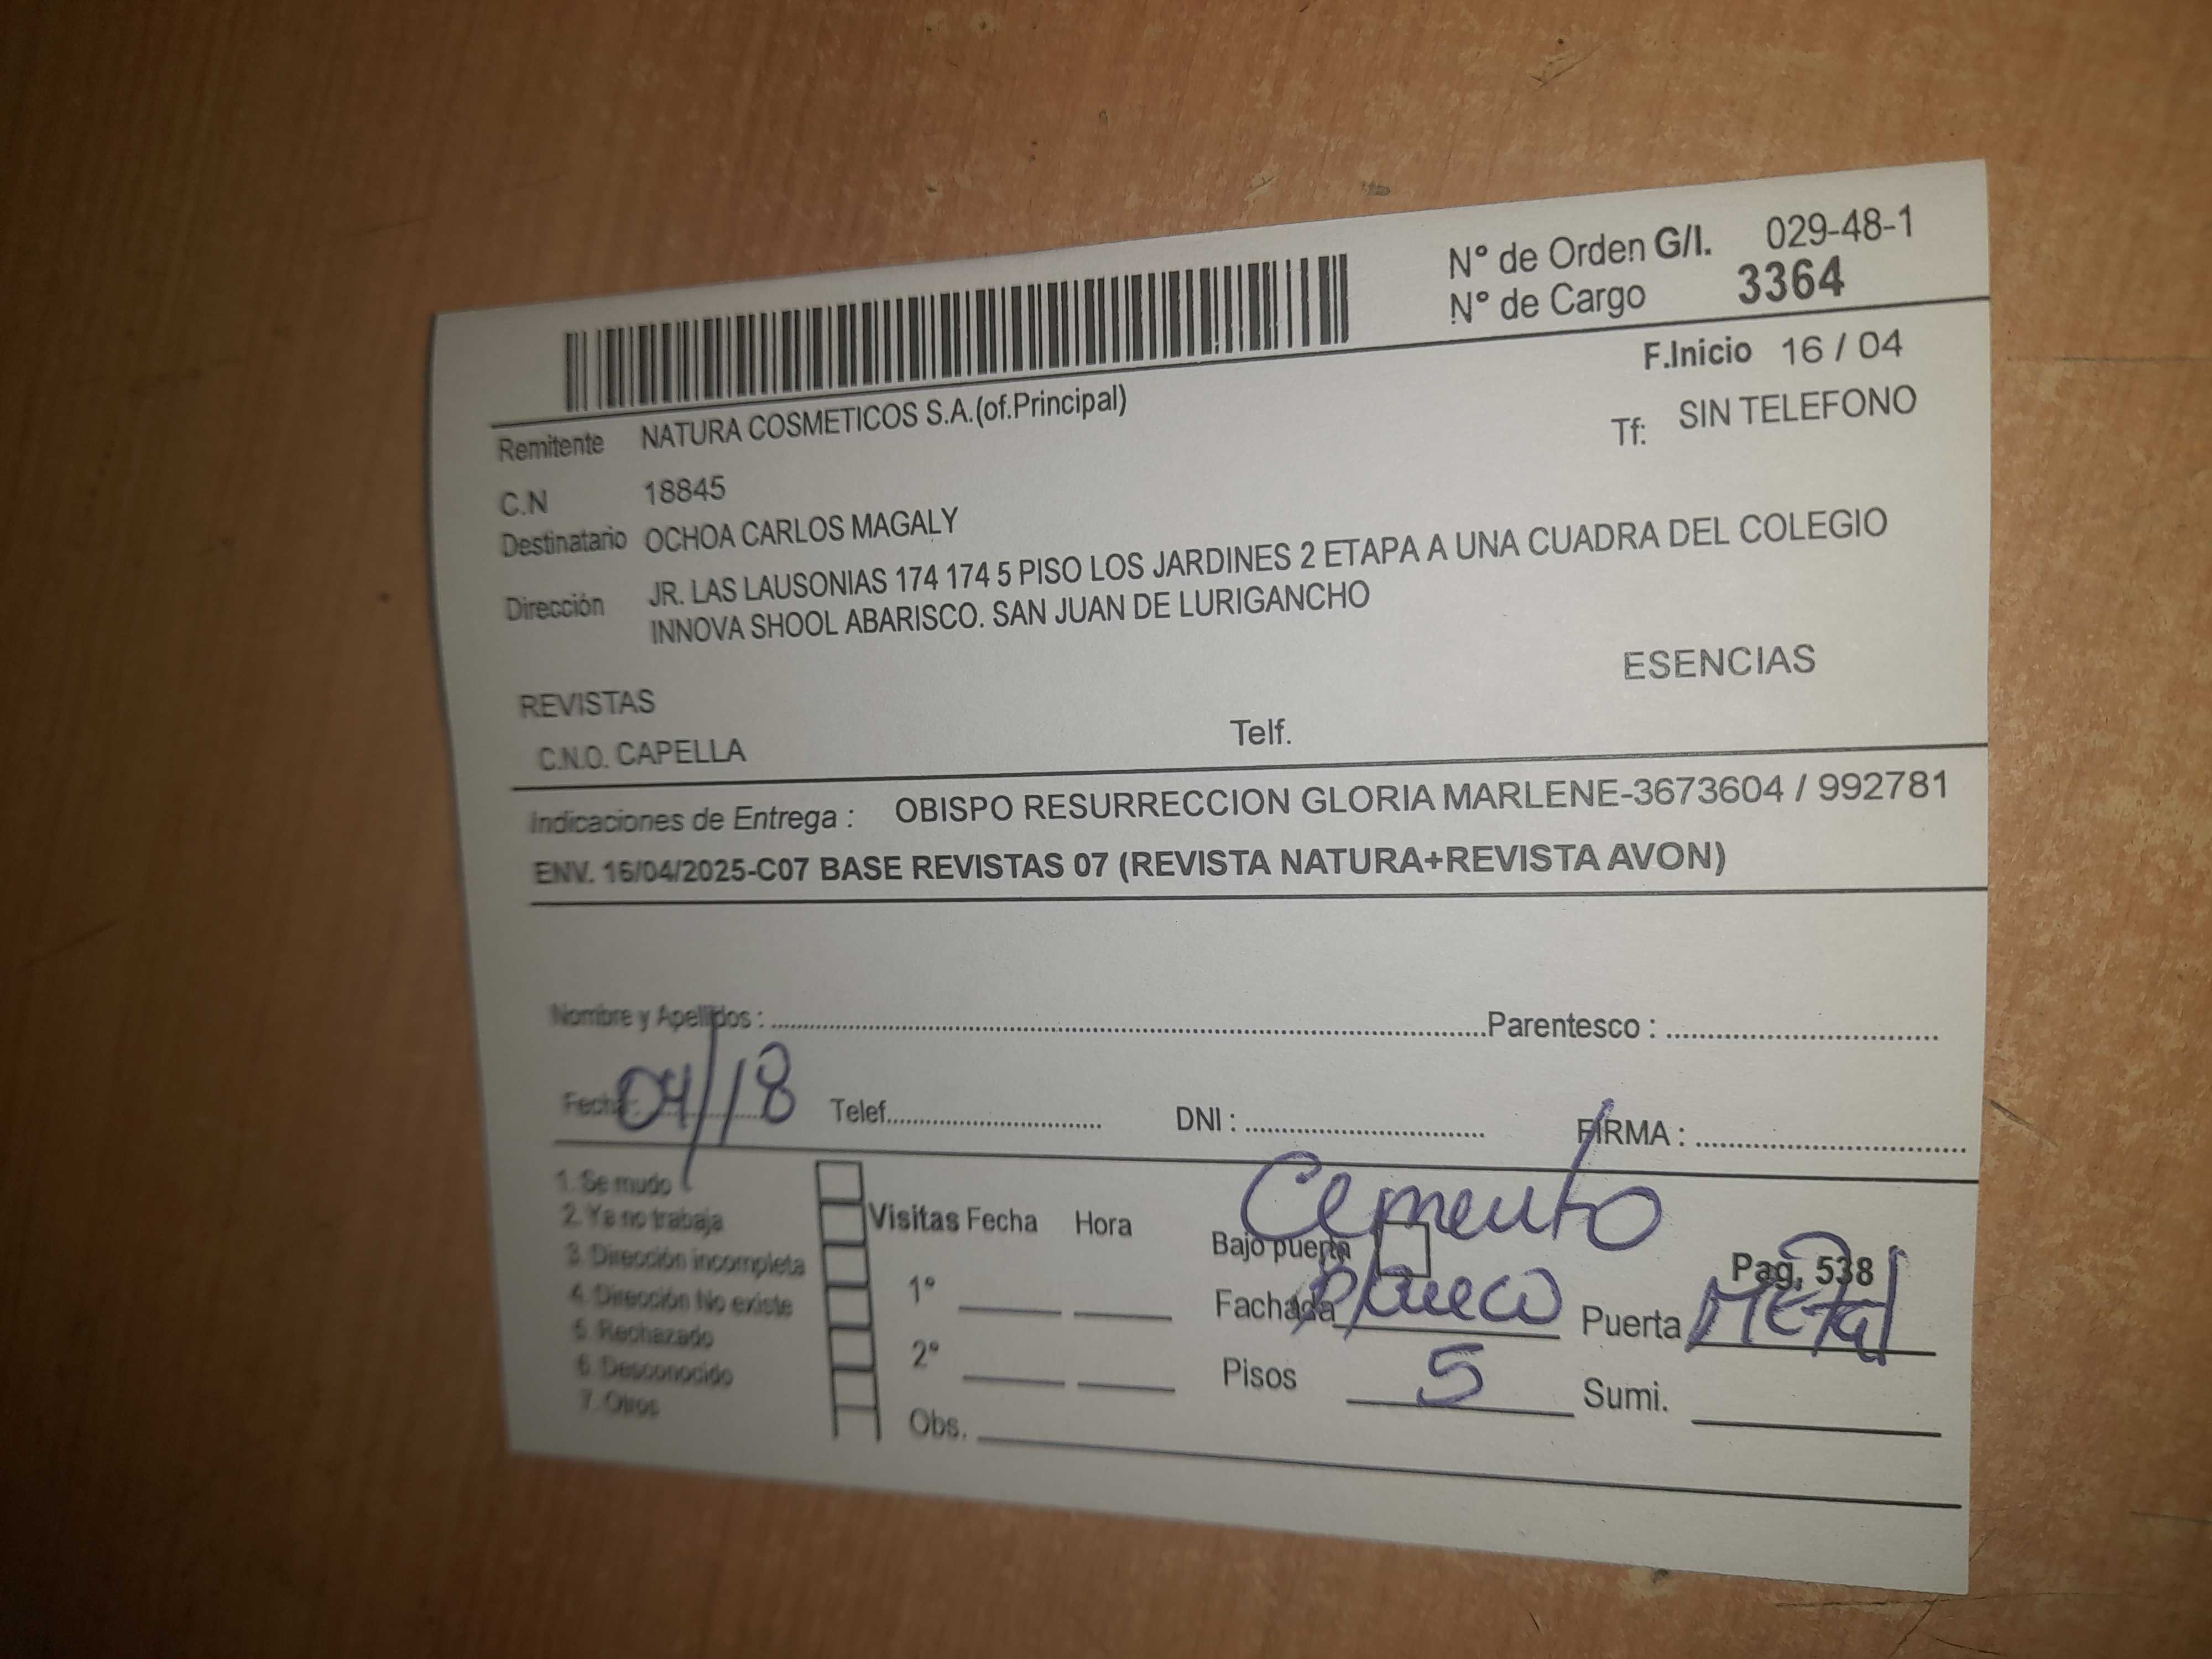 N° de Orden G/I. 029-48-1
N° de Cargo 3364
F.Inicio 16 / 04
Remitente NATURA COSMETICOS S.A.(of.Principal)
Tf: SIN TELEFONO
C.N 18845
Destinatario OCHOA CARLOS MAGALY
Dirección JR. LAS LAUSONIAS 174 174 5 PISO LOS JARDINES 2 ETAPA A UNA CUADRA DEL COLEGIO
INNOVA SHOOL ABARISCO. SAN JUAN DE LURIGANCHO
REVISTAS ESENCIAS
C.N.O. CAPELLA Telf.
Indicaciones de Entrega : OBISPO RESURRECCION GLORIA MARLENE-3673604 / 992781
ENV. 16/04/2025-C07 BASE REVISTAS 07 (REVISTA NATURA+REVISTA AVON)
Nombre y Apellidos : Parentesco :
Fecha: 04/18 Telef. DNI : FIRMA :
1. Se mudo
2. Ya no trabaja
3. Dirección incompleta
4. Dirección No existe
5. Rechazado
6. Desconocido
7. Otros
Visitas Fecha Hora
1°
2°
Obs.
Cemento
Bajo puerta Pag, 538
Fachada blanco Puerta Metal
Pisos 5 Sumi.